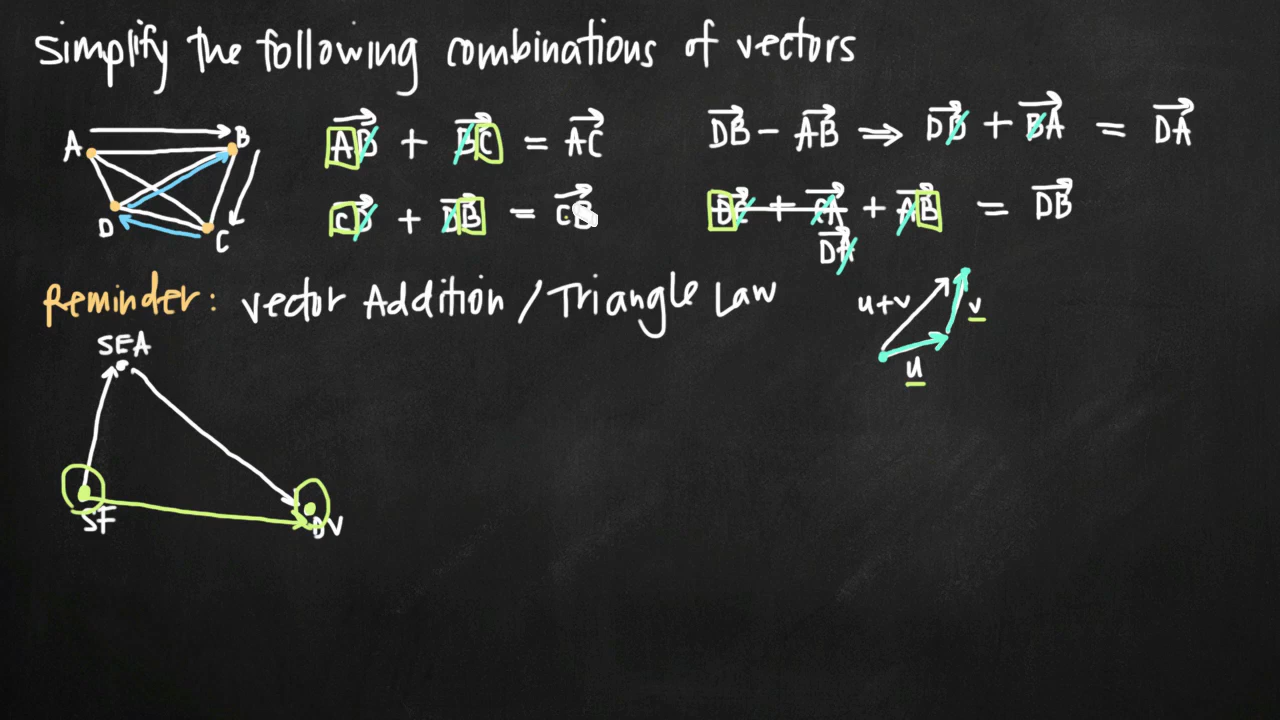 Simplify the following combinations of vectors
A B D C
AB + BC = AC
DB - AB ⇒ DB + BA = DA
CD + DB = CB
DC + CA + AB = DB
DA
Reminder: vector Addition / Triangle Law
u+v v u
SEA
SF DV